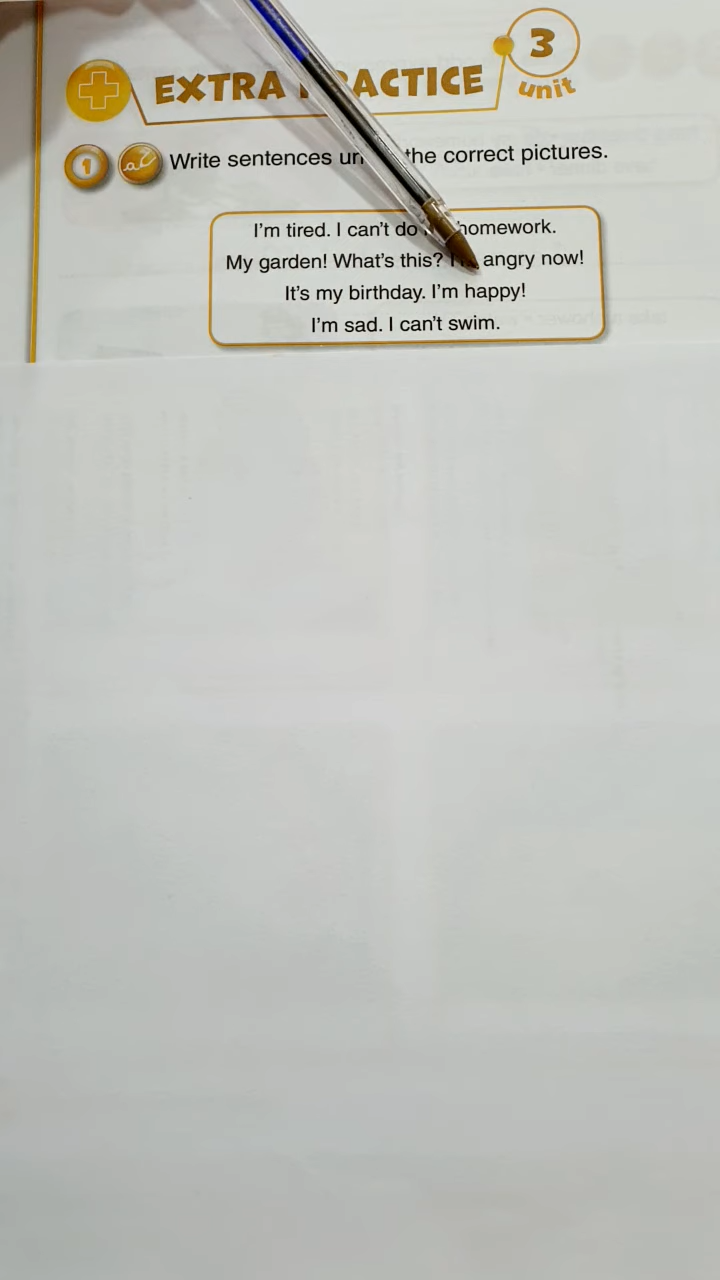 3
unit
EXTRA PRACTICE
1 Write sentences the correct pictures.
I'm tired. I can't do homework.
My garden! What's this? angry now!
It's my birthday. I'm happy!
I'm sad. I can't swim.